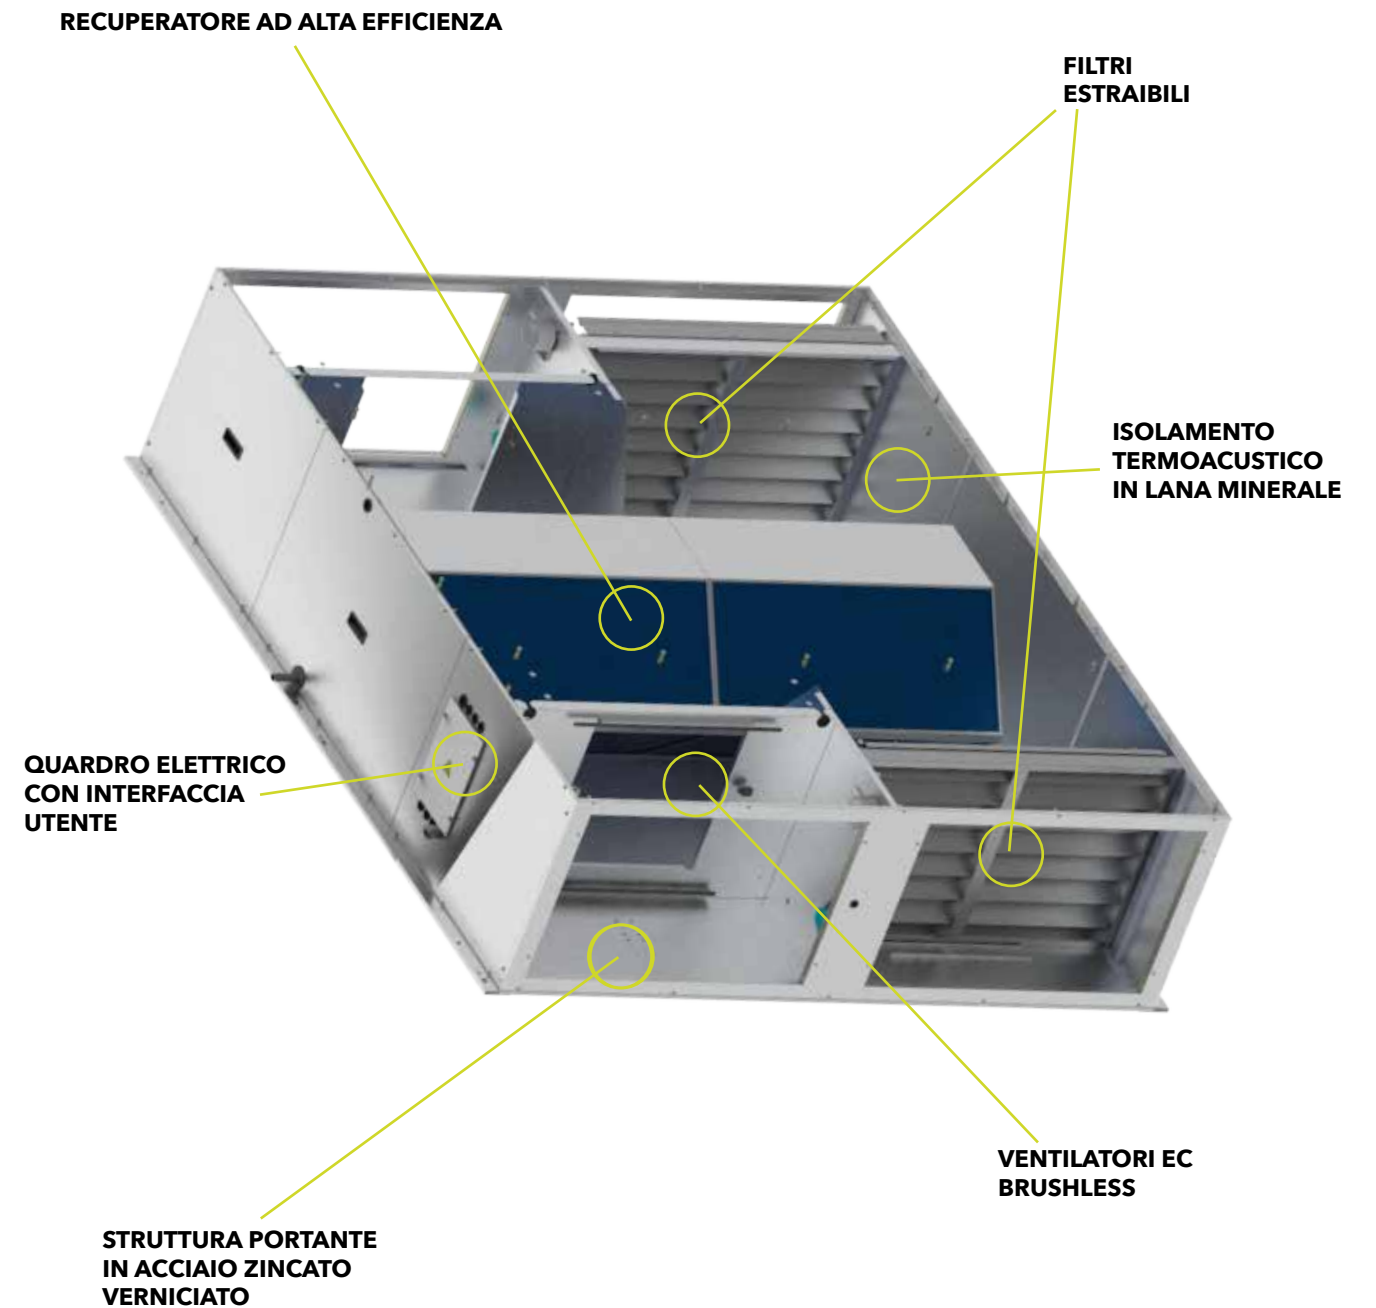 RECUPERATORE AD ALTA EFFICIENZA
FILTRI
ESTRAIBILI
ISOLAMENTO
TERMOACUSTICO
IN LANA MINERALE
QUARDRO ELETTRICO
CON INTERFACCIA
UTENTE
VENTILATORI EC
BRUSHLESS
STRUTTURA PORTANTE
IN ACCIAIO ZINCATO
VERNICIATO